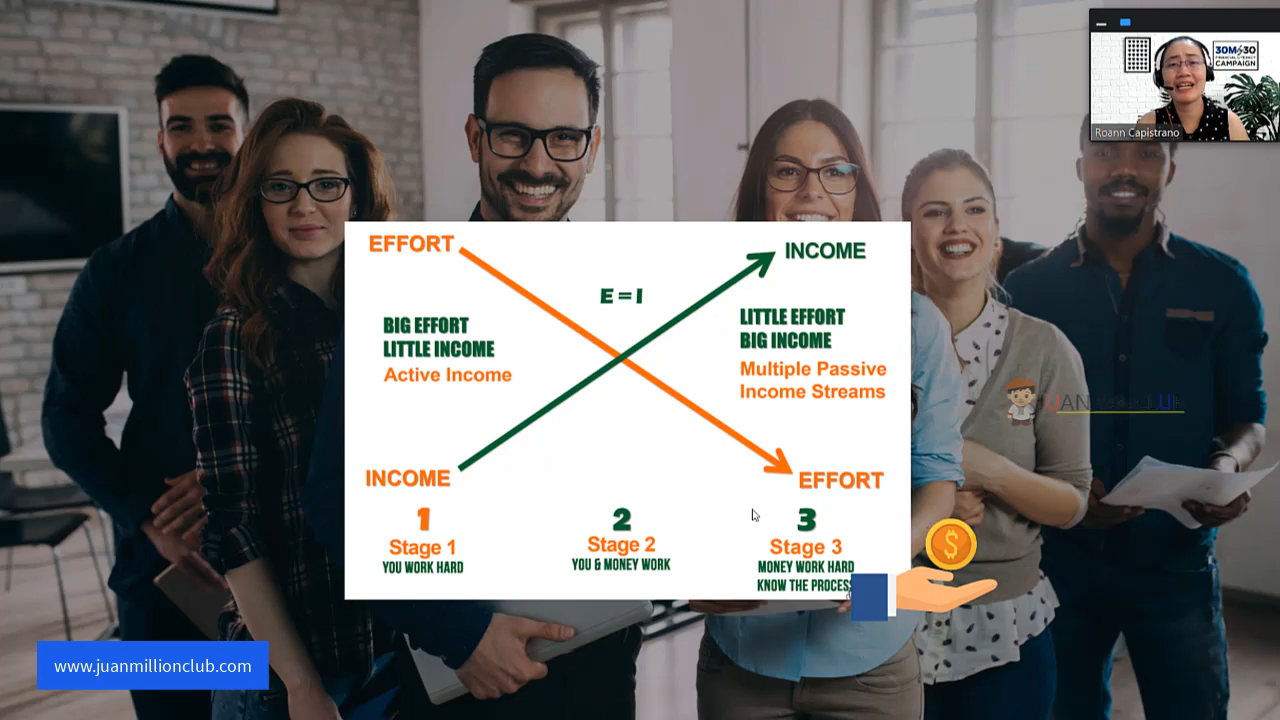 30M 30
FINANCIAL LITERACY
CAMPAIGN
Roann Capistrano
EFFORT
INCOME
E = I
BIG EFFORT
LITTLE INCOME
Active Income
LITTLE EFFORT
BIG INCOME
Multiple Passive
Income Streams
INCOME
EFFORT
1
Stage 1
YOU WORK HARD
2
Stage 2
YOU & MONEY WORK
3
Stage 3
MONEY WORK HARD
KNOW THE PROCESS
www.juanmillionclub.com